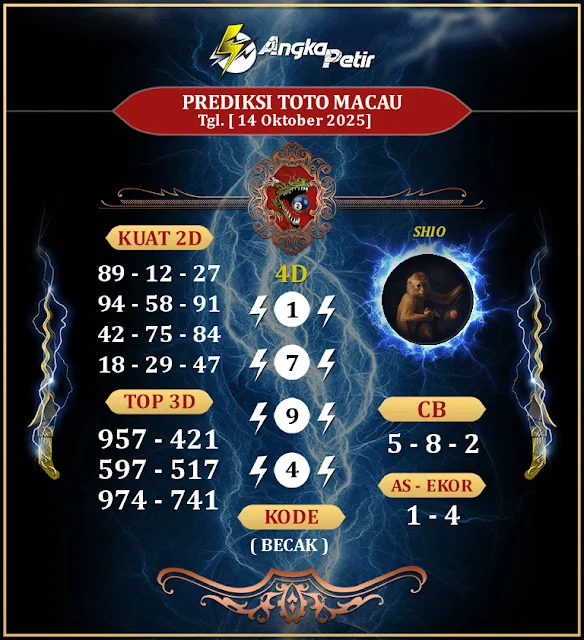 Angka Petir
PREDIKSI TOTO MACAU
Tgl. [ 14 Oktober 2025]
KUAT 2D
89 - 12 - 27
94 - 58 - 91
42 - 75 - 84
18 - 29 - 47
TOP 3D
957 - 421
597 - 517
974 - 741
4D
1
7
9
4
KODE
( BECAK )
SHIO
CB
5 - 8 - 2
AS - EKOR
1 - 4